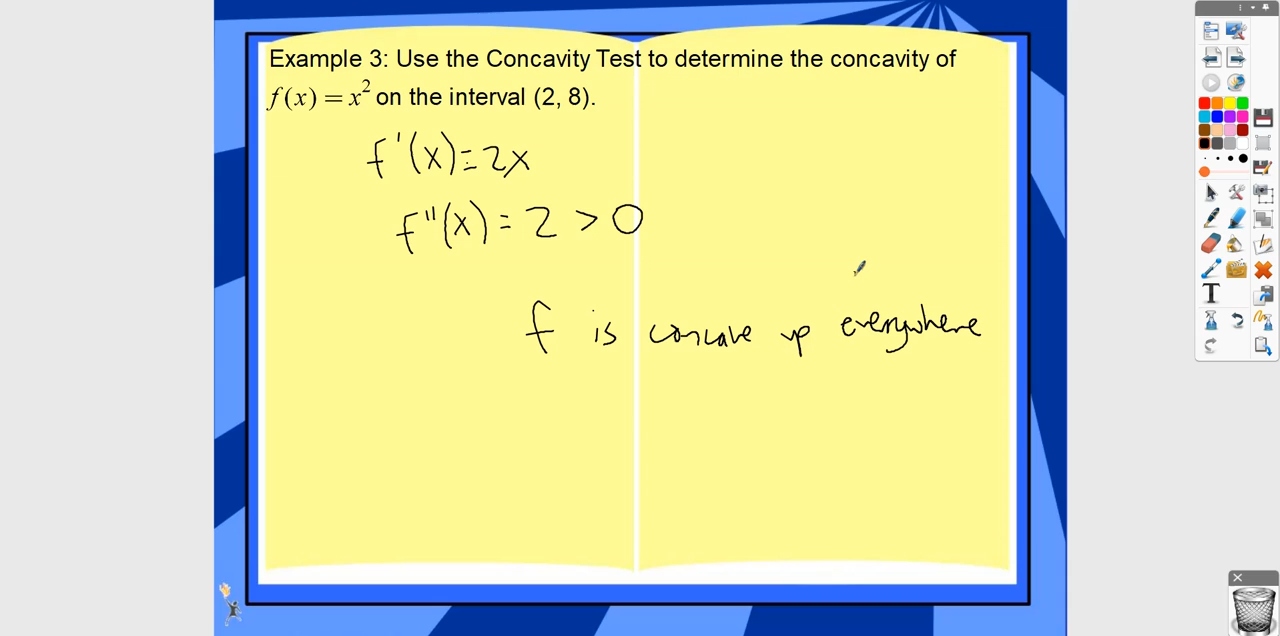 Example 3: Use the Concavity Test to determine the concavity of
f(x) = x² on the interval (2, 8).
f'(x) = 2x
f''(x) = 2 > 0
f is concave up everywhere
T